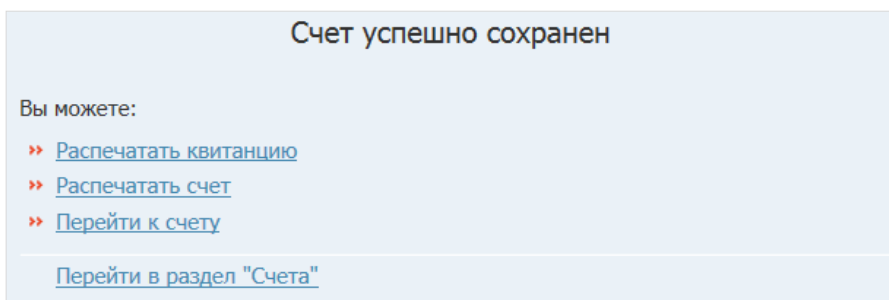 Счет успешно сохранен
Вы можете:
Распечатать квитанцию
Распечатать счет
Перейти к счету
Перейти в раздел "Счета"